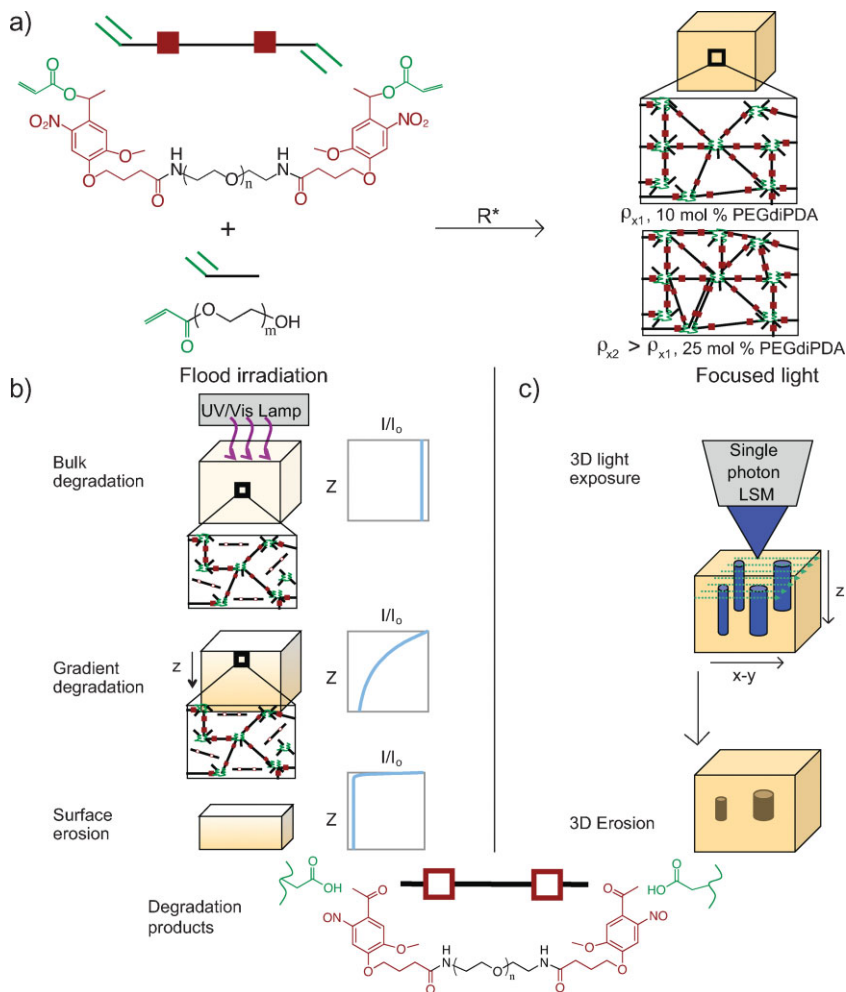 a)
O
O
O
O
NO₂
NO₂
O
O
H
N
O
n
H
N
O
O
O
O
+
R*
O
O
OH
m
ρx1, 10 mol % PEGdiPDA
ρx2 > ρx1, 25 mol % PEGdiPDA
b)
Flood irradiation
UV/Vis Lamp
Bulk
degradation
I/Io
Z
Gradient
degradation
z
I/Io
Z
Surface
erosion
I/Io
Z
c)
Focused light
3D light
exposure
Single
photon
LSM
z
x-y
3D Erosion
Degradation
products
O
OH
O
HO
O
O
ON
NO
O
O
H
N
O
n
H
N
O
O
O
O